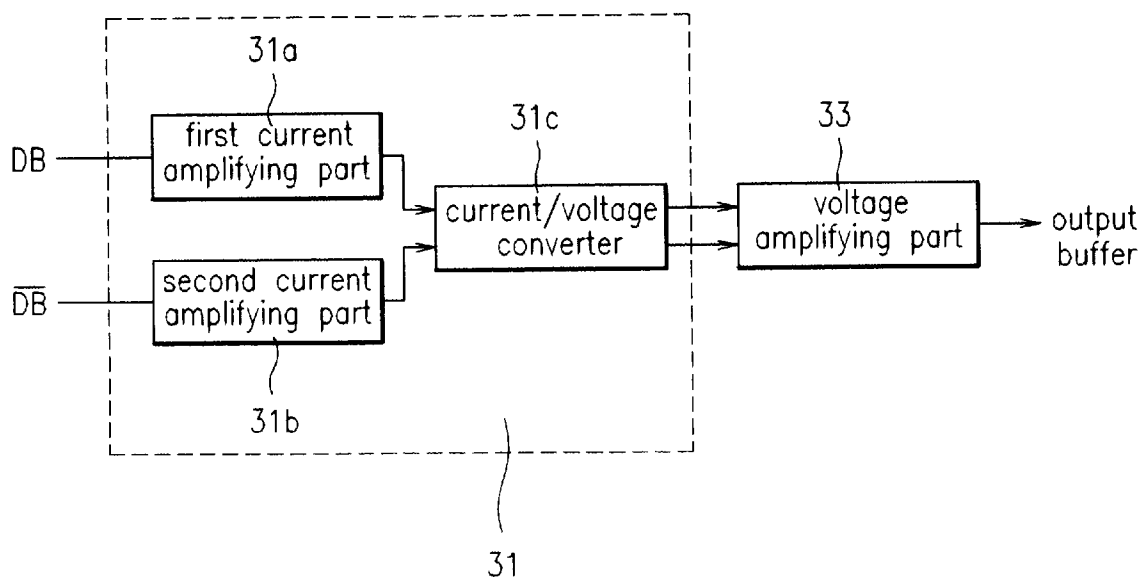 31a
first current
amplifying part
DB
31c
current/voltage
converter
33
voltage
amplifying part
output
buffer
D̅B̅
second current
amplifying part
31b
31